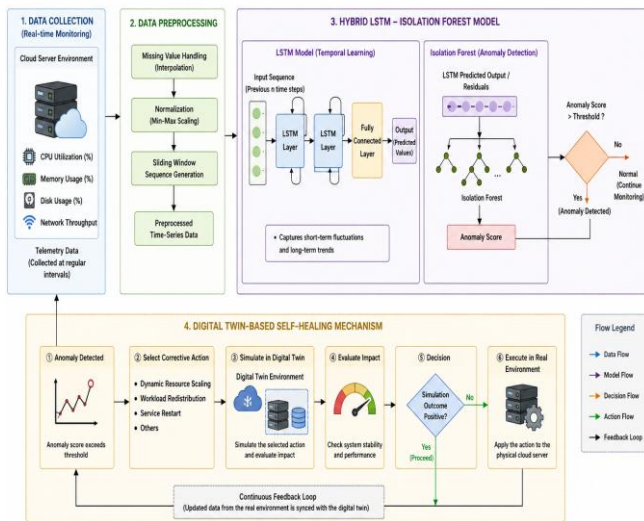 1. DATA COLLECTION
(Real-time Monitoring)
Cloud Server Environment
CPU Utilization (%)
Memory Usage (%)
Disk Usage (%)
Network Throughput
Telemetry Data
(Collected at regular
intervals)
2. DATA PREPROCESSING
Missing Value Handling
(Interpolation)
Normalization
(Min-Max Scaling)
Sliding Window
Sequence Generation
Preprocessed
Time-Series Data
3. HYBRID LSTM – ISOLATION FOREST MODEL
LSTM Model (Temporal Learning)
Input Sequence
(Previous n time steps)
LSTM
Layer
LSTM
Layer
Fully
Connected
Layer
Output
(Predicted
Values)
• Captures short-term fluctuations
and long-term trends
Isolation Forest (Anomaly Detection)
LSTM Predicted Output /
Residuals
...
Isolation Forest
Anomaly Score
Anomaly Score
> Threshold ?
No
Normal
(Continue
Monitoring)
Yes
(Anomaly Detected)
4. DIGITAL TWIN-BASED SELF-HEALING MECHANISM
① Anomaly Detected
Anomaly score exceeds
threshold
② Select Corrective Action
• Dynamic Resource Scaling
• Workload Redistribution
• Service Restart
• Others
③ Simulate in Digital Twin
Digital Twin Environment
Simulate the selected action
and evaluate impact
④ Evaluate Impact
Check system stability
and performance
⑤ Decision
Simulation
Outcome
Positive?
No
Yes
(Proceed)
⑥ Execute in Real
Environment
Apply the action to the
physical cloud server
Continuous Feedback Loop
(Updated data from the real environment is synced with the digital twin)
Flow Legend
Data Flow
Model Flow
Decision Flow
Action Flow
Feedback Loop